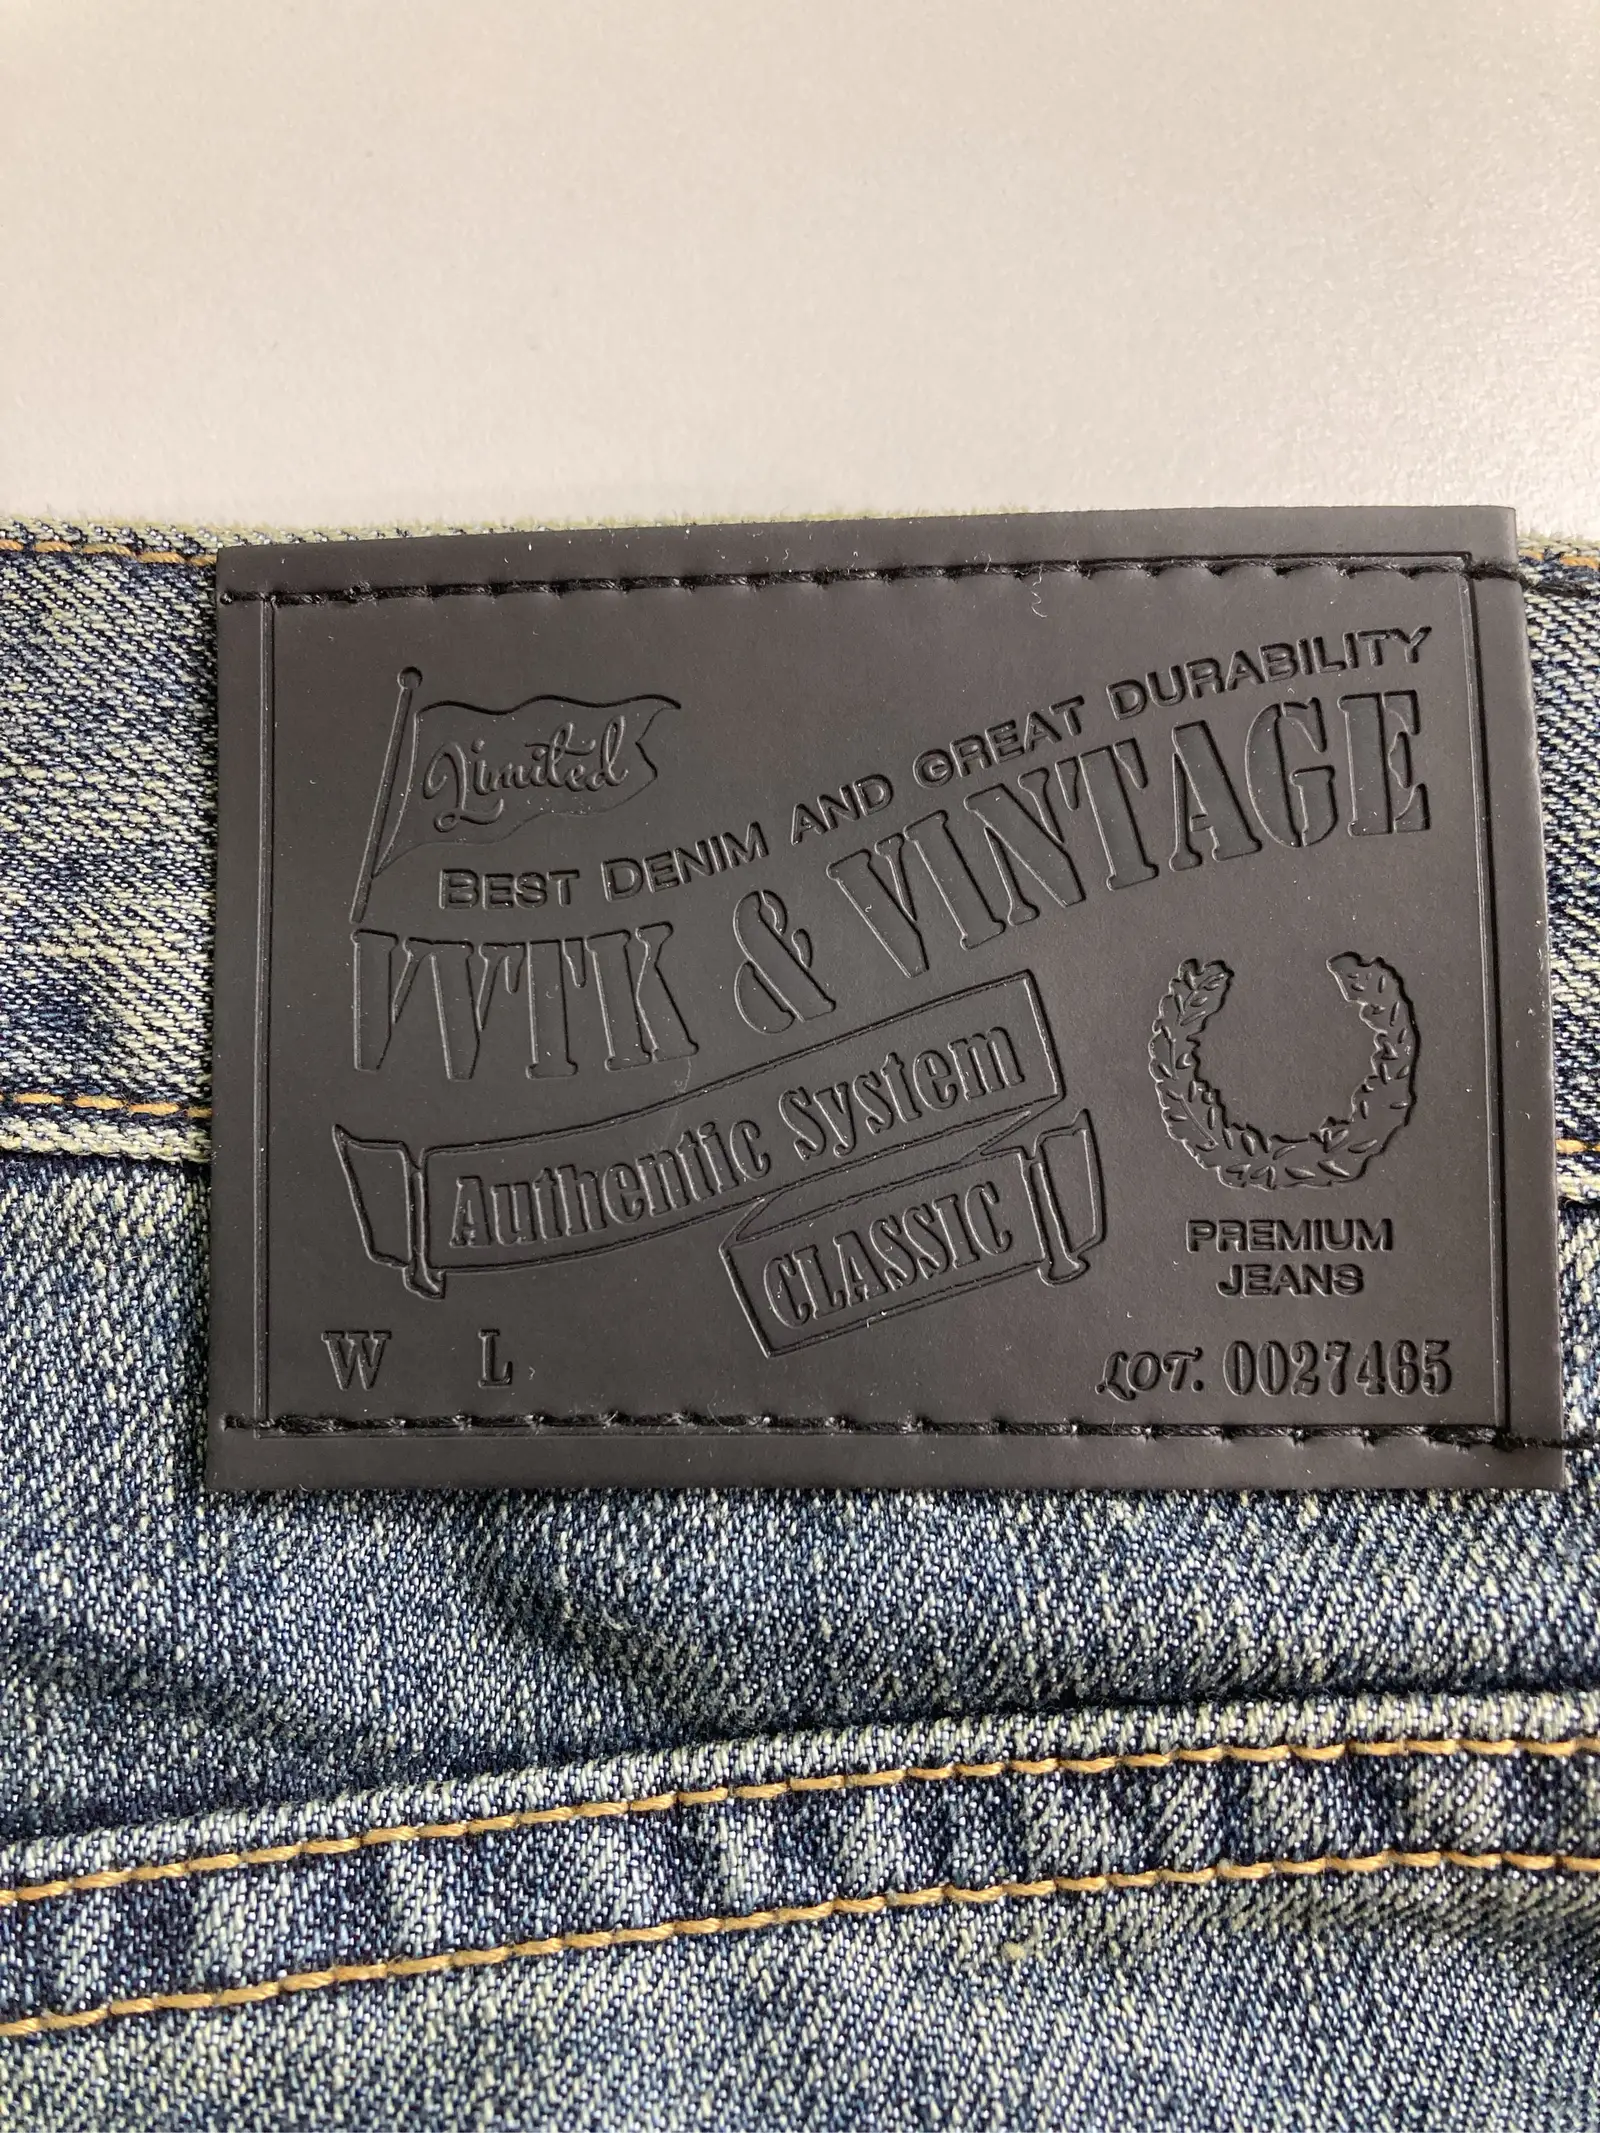 Limited
BEST DENIM AND GREAT DURABILITY
VVTK & VINTAGE
Authentic System
CLASSIC
PREMIUM
JEANS
W L LOT. 0027465